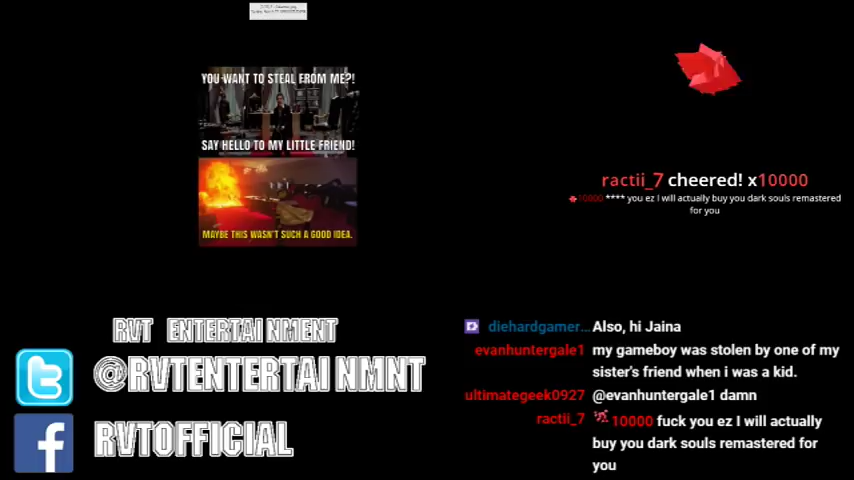 YOU WANT TO STEAL FROM ME?!
SAY HELLO TO MY LITTLE FRIEND!
MAYBE THIS WASN'T SUCH A GOOD IDEA.
ractii_7 cheered! x10000
10000 **** you ez I will actually buy you dark souls remastered
for you
RVT ENTERTAINMENT
@RVTENTERTAINMNT
RVTOFFICIAL
diehardgamer... Also, hi Jaina
evanhuntergale1 my gameboy was stolen by one of my
sister's friend when i was a kid.
ultimategeek0927 @evanhuntergale1 damn
ractii_7 10000 fuck you ez I will actually
buy you dark souls remastered for
you